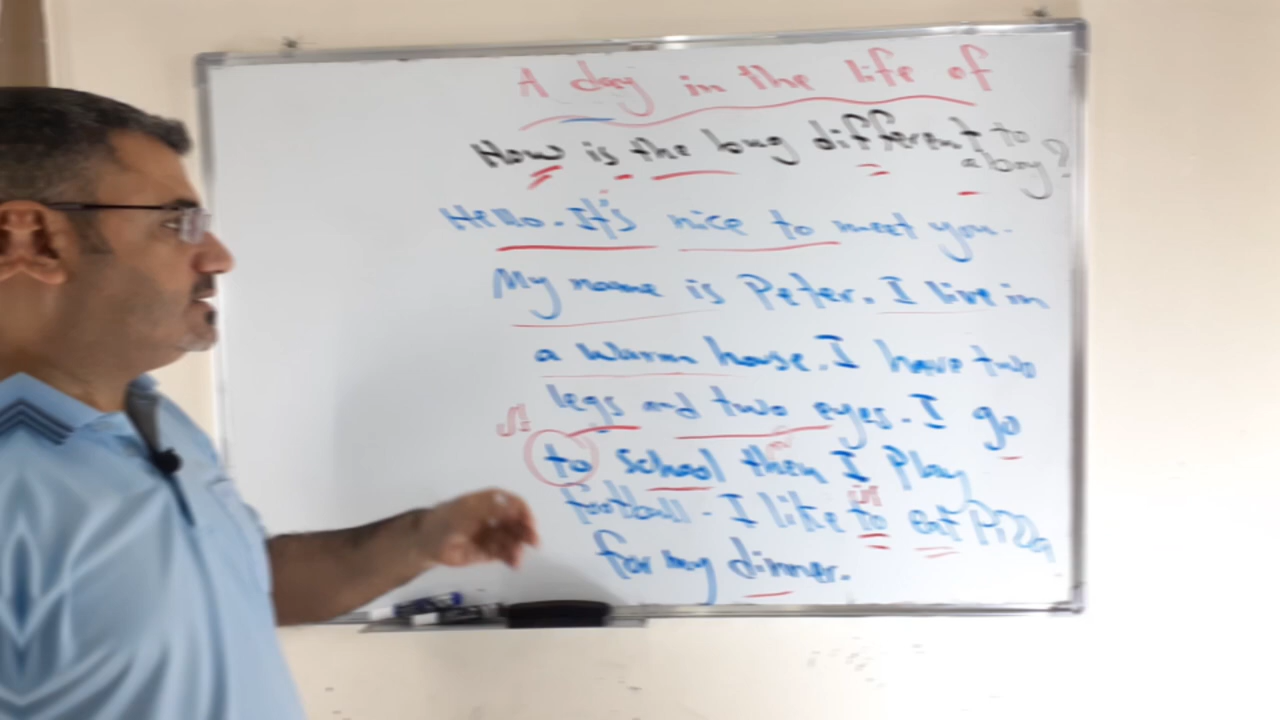 A day in the life of
How is the bug different to
a boy?
Hello. It's nice to meet you.
My name is Peter. I live in
a warm house. I have two
legs and two eyes. I go
to school then I Play
football. I like to eat Pizza
for my dinner.